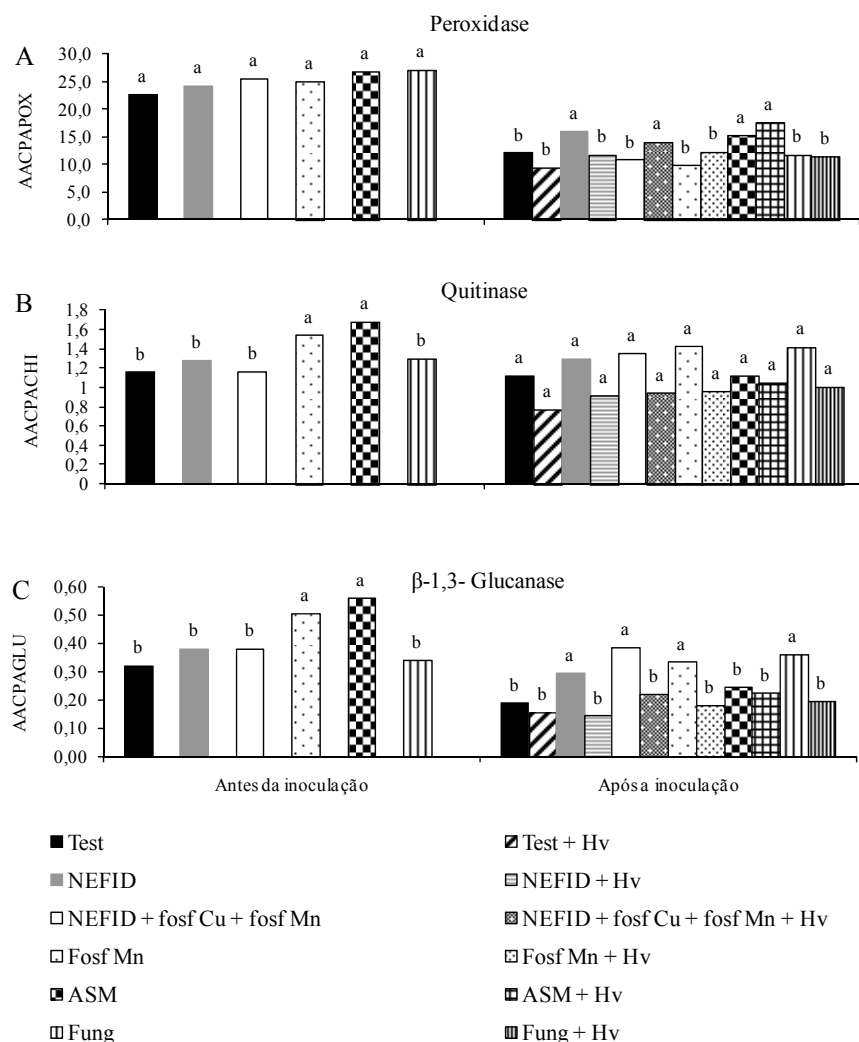 Peroxidase
A
AACPAPOX
30,0
25,0
20,0
15,0
10,0
5,0
0,0
a a a a a a
b b a b b a b b a a b b
Quitinase
B
AACPACHI
1,8
1,6
1,4
1,2
1
0,8
0,6
0,4
0,2
0
b b b a a b
a a a a a a a a a a a a
β-1,3- Glucanase
C
AACPAGLU
0,60
0,50
0,40
0,30
0,20
0,10
0,00
b b b a a b
b b a b a b a b b b a b
Antes da inoculação Após a inoculação
Test Test + Hv
NEFID NEFID + Hv
NEFID + fosf Cu + fosf Mn NEFID + fosf Cu + fosf Mn + Hv
Fosf Mn Fosf Mn + Hv
ASM ASM + Hv
Fung Fung + Hv